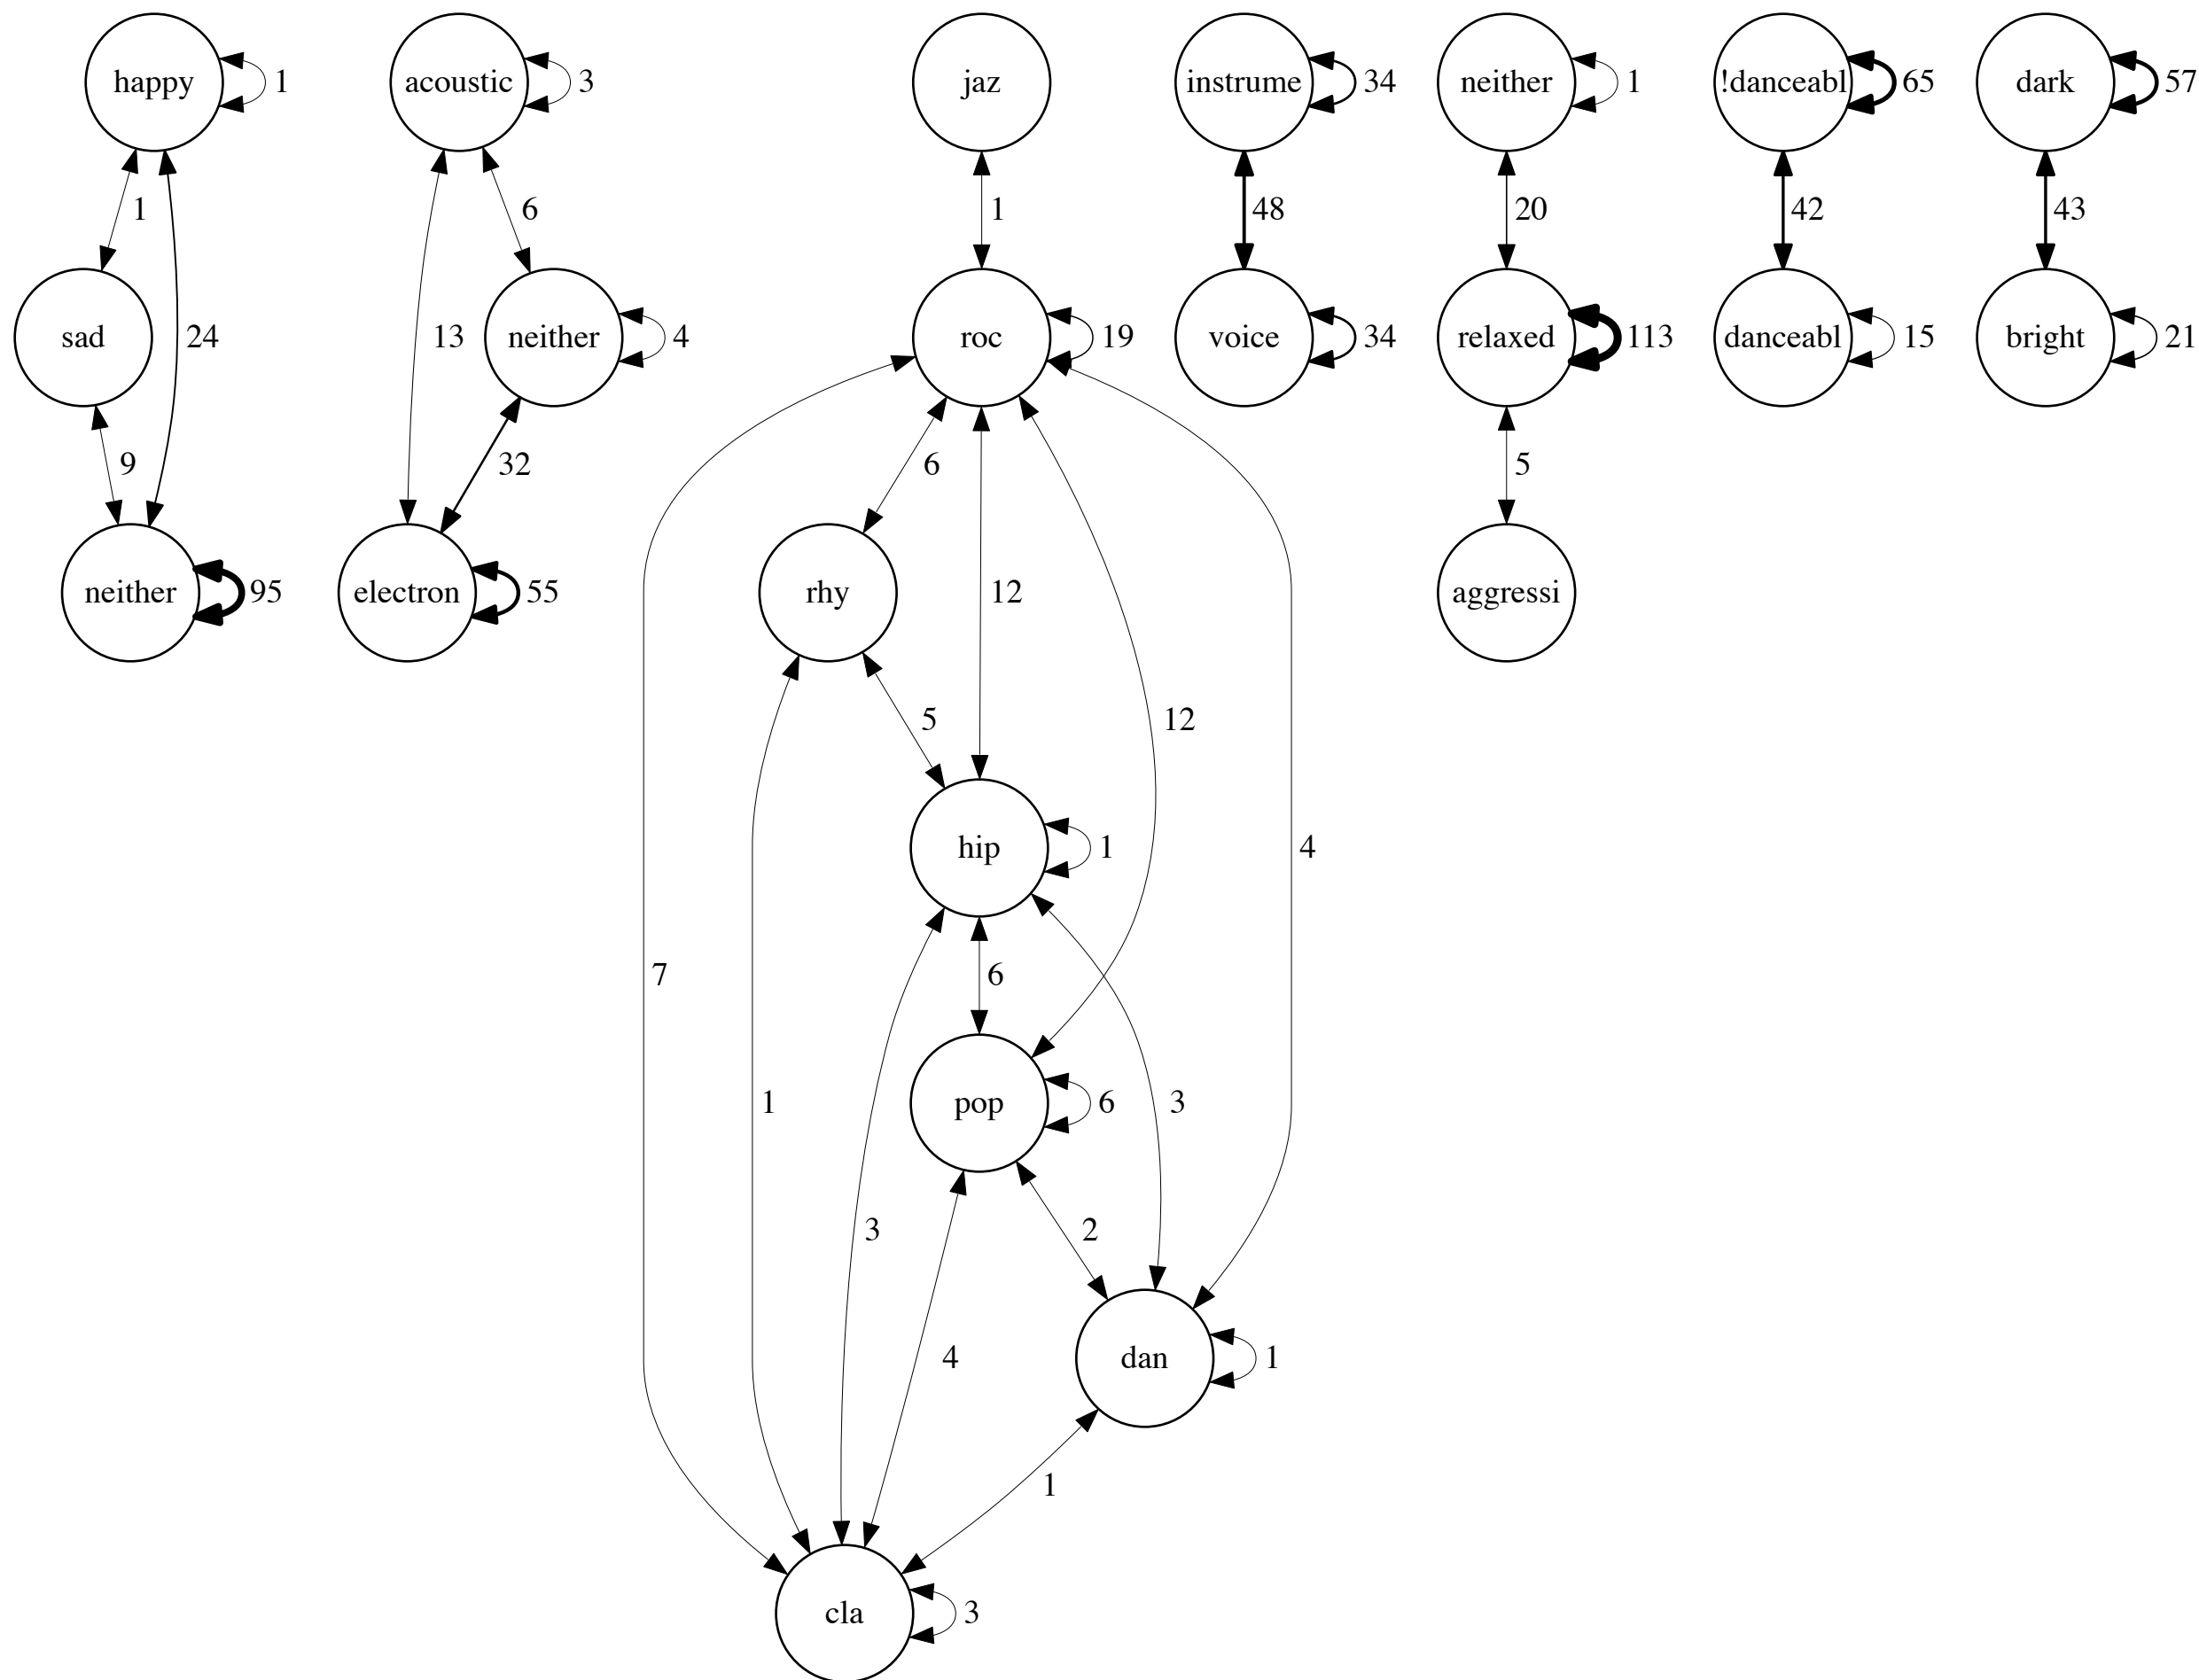 happy 1 acoustic 3 jaz instrume 34 neither 1 !danceabl 65 dark 57
1 6 1 48 20 42 43
sad 24 13 neither 4 roc 19 voice 34 relaxed 113 danceabl 15 bright 21
9 32 6 5
neither 95 electron 55 rhy 12 aggressi
5 12
hip 1 4
7 6
1 pop 6 3
3 2
4 dan 1
1
cla 3